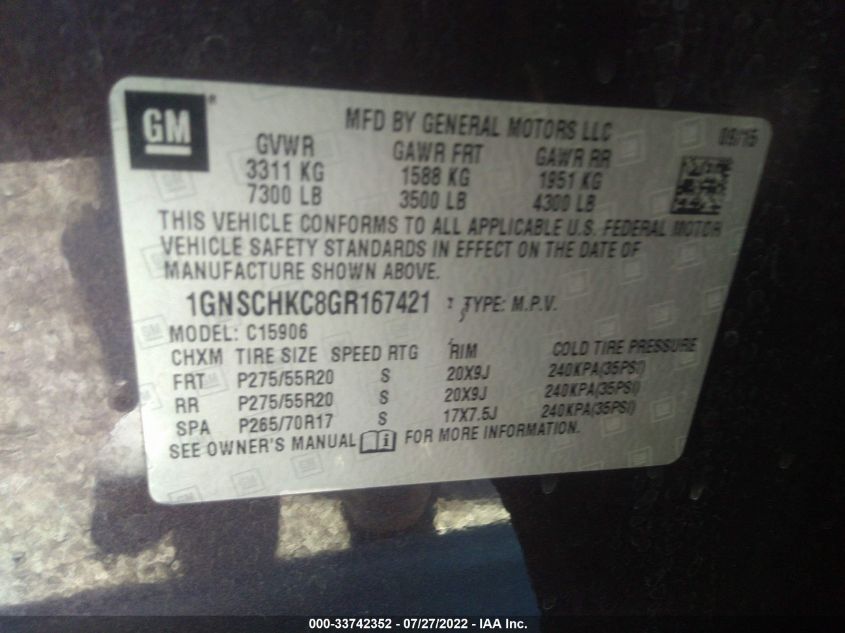 GM ®
MFD BY GENERAL MOTORS LLC 09/15
GVWR GAWR FRT GAWR RR
3311 KG 1588 KG 1951 KG
7300 LB 3500 LB 4300 LB
THIS VEHICLE CONFORMS TO ALL APPLICABLE U.S. FEDERAL MOTOR
VEHICLE SAFETY STANDARDS IN EFFECT ON THE DATE OF
MANUFACTURE SHOWN ABOVE.
1GNSCHKC8GR167421 TYPE: M.P.V.
MODEL: C15906
CHXM TIRE SIZE SPEED RTG RIM COLD TIRE PRESSURE
FRT P275/55R20 S 20X9J 240KPA(35PSI)
RR P275/55R20 S 20X9J 240KPA(35PSI)
SPA P265/70R17 S 17X7.5J 240KPA(35PSI)
SEE OWNER'S MANUAL FOR MORE INFORMATION.
000-33742352 / 07/27/2022 - IAA Inc.